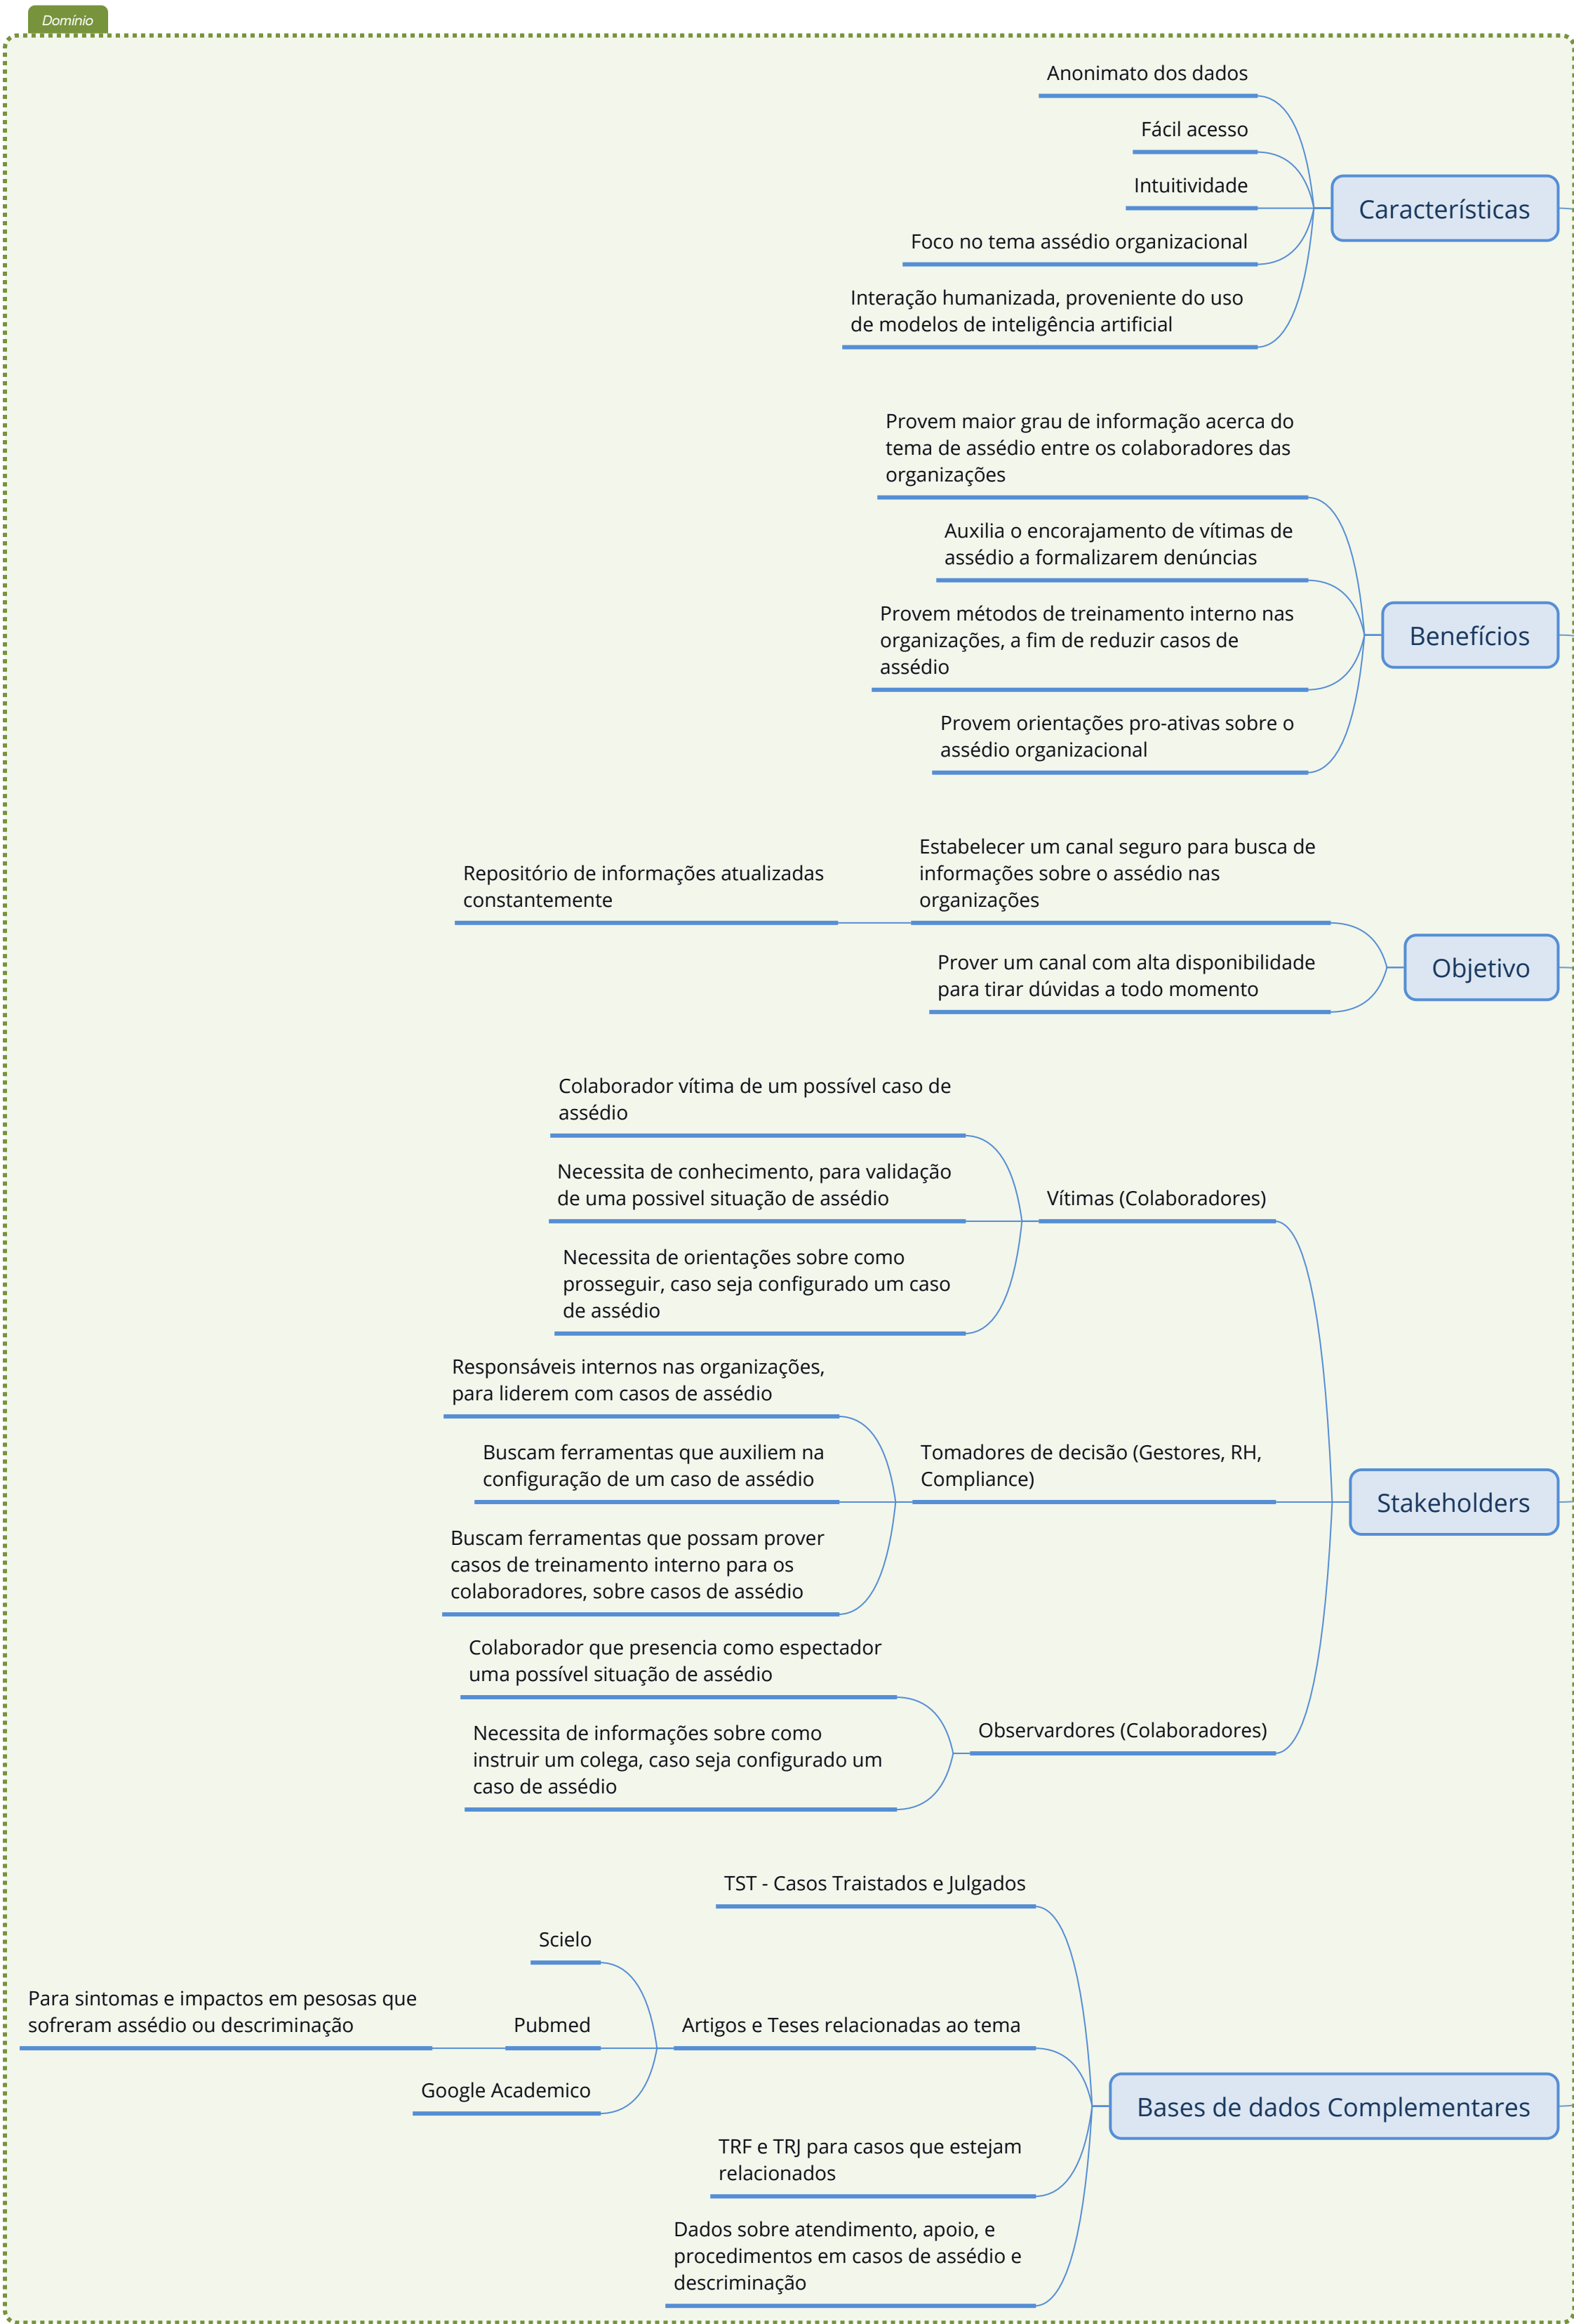 Domínio
Anonimato dos dados
Fácil acesso
Intuitividade
Foco no tema assédio organizacional
Interação humanizada, proveniente do uso
de modelos de inteligência artificial
Características
Provem maior grau de informação acerca do
tema de assédio entre os colaboradores das
organizações
Auxilia o encorajamento de vítimas de
assédio a formalizarem denúncias
Provem métodos de treinamento interno nas
organizações, a fim de reduzir casos de
assédio
Provem orientações pro-ativas sobre o
assédio organizacional
Benefícios
Estabelecer um canal seguro para busca de
informações sobre o assédio nas
organizações
Repositório de informações atualizadas
constantemente
Prover um canal com alta disponibilidade
para tirar dúvidas a todo momento
Objetivo
Colaborador vítima de um possível caso de
assédio
Necessita de conhecimento, para validação
de uma possivel situação de assédio
Necessita de orientações sobre como
prosseguir, caso seja configurado um caso
de assédio
Vítimas (Colaboradores)
Responsáveis internos nas organizações,
para liderem com casos de assédio
Buscam ferramentas que auxiliem na
configuração de um caso de assédio
Buscam ferramentas que possam prover
casos de treinamento interno para os
colaboradores, sobre casos de assédio
Tomadores de decisão (Gestores, RH,
Compliance)
Stakeholders
Colaborador que presencia como espectador
uma possível situação de assédio
Necessita de informações sobre como
instruir um colega, caso seja configurado um
caso de assédio
Observardores (Colaboradores)
TST - Casos Traistados e Julgados
Scielo
Para sintomas e impactos em pesosas que
sofreram assédio ou descriminação
Pubmed
Google Academico
Artigos e Teses relacionadas ao tema
TRF e TRJ para casos que estejam
relacionados
Dados sobre atendimento, apoio, e
procedimentos em casos de assédio e
descriminação
Bases de dados Complementares